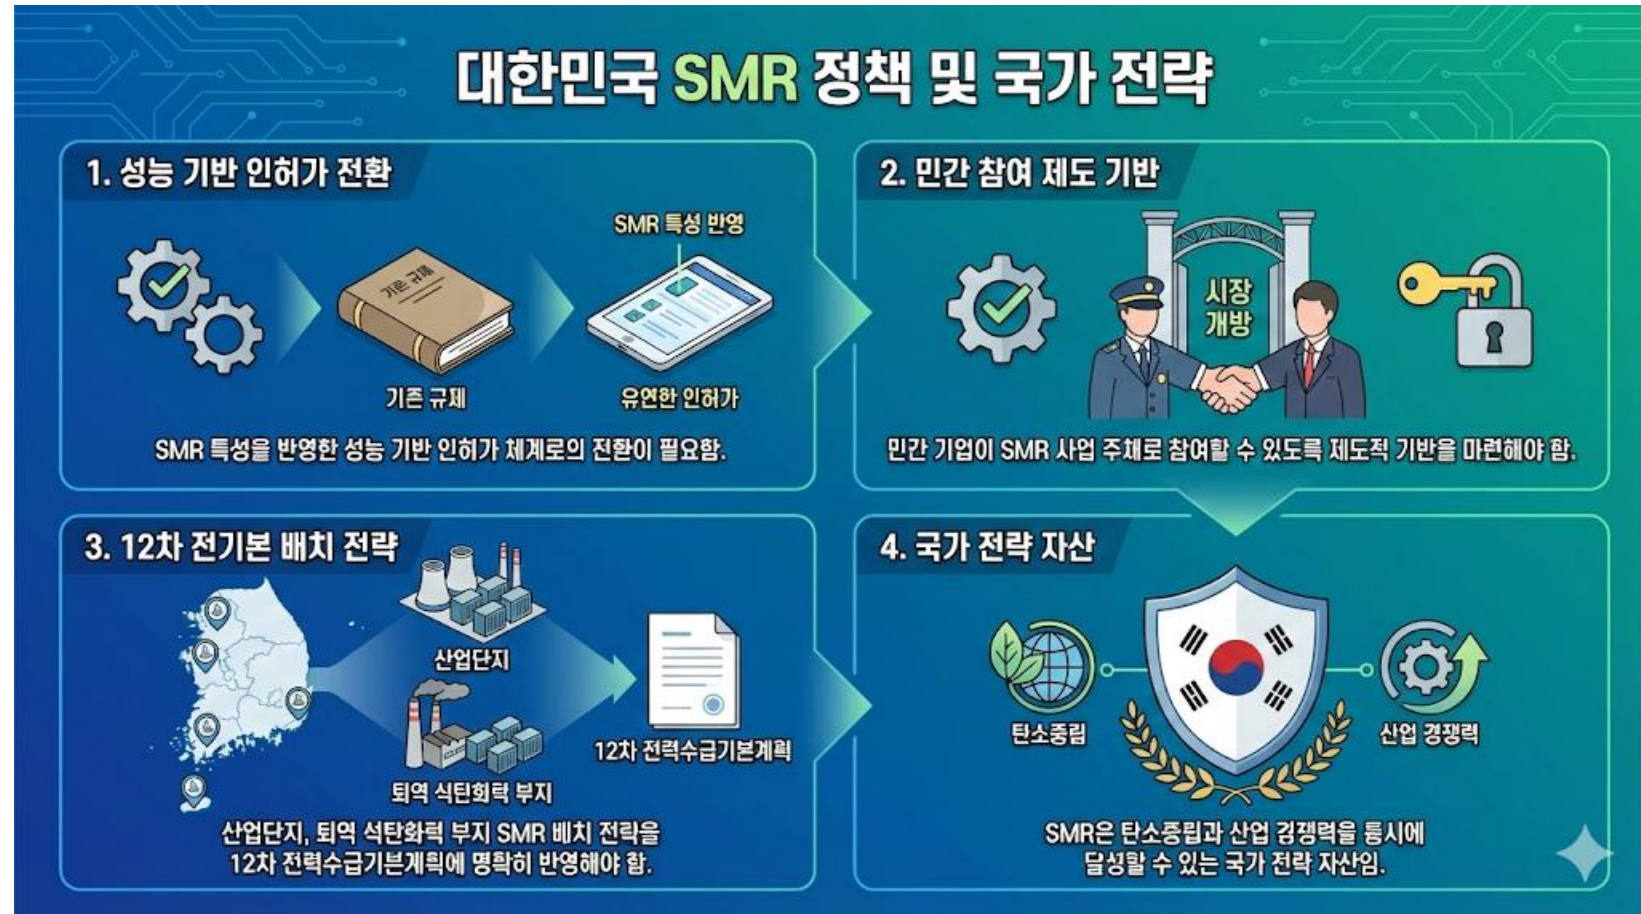 대한민국 SMR 정책 및 국가 전략
1. 성능 기반 인허가 전환
SMR 특성 반영
기존 규제
기존 규제
유연한 인허가
SMR 특성을 반영한 성능 기반 인허가 체계로의 전환이 필요함.
2. 민간 참여 제도 기반
시장
개방
민간 기업이 SMR 사업 주채로 참여할 수 있도륵 제도적 기반을 마련해야 함.
3. 12차 전기본 배치 전략
산업단지
퇴역 석틴회탁 부지
12차 전력수급기본계획
산업단지, 퇴역 석탄화력 부지 SMR 배치 전략을
12차 전력수급기븐계획에 명확히 반영해야 함.
4. 국가 전략 자산
탄소중립
산업 경쟁력
SMR은 탄소중립과 산업 경쟁력을 동시에
달성할 수 있는 국가 전략 자산임.